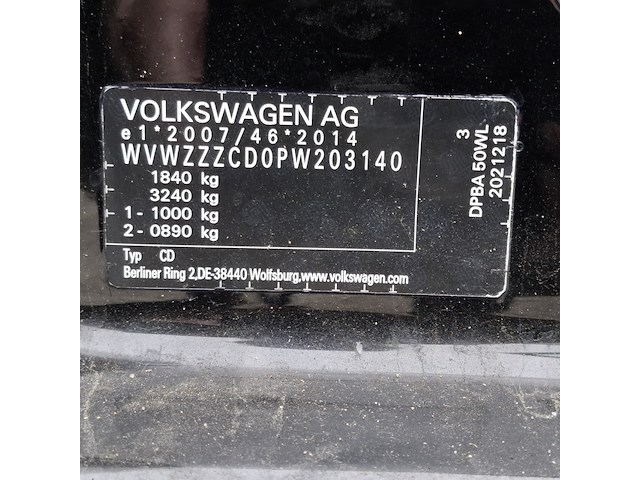 VOLKSWAGEN AG
e1*2007/46*2014
WVWZZZCD0PW203140
1840 kg
3240 kg
1- 1000 kg
2- 0890 kg
Typ CD
Berliner Ring 2,DE-38440 Wolfsburg.www.volkswagen.com
3
DPBA 50WL
2021218